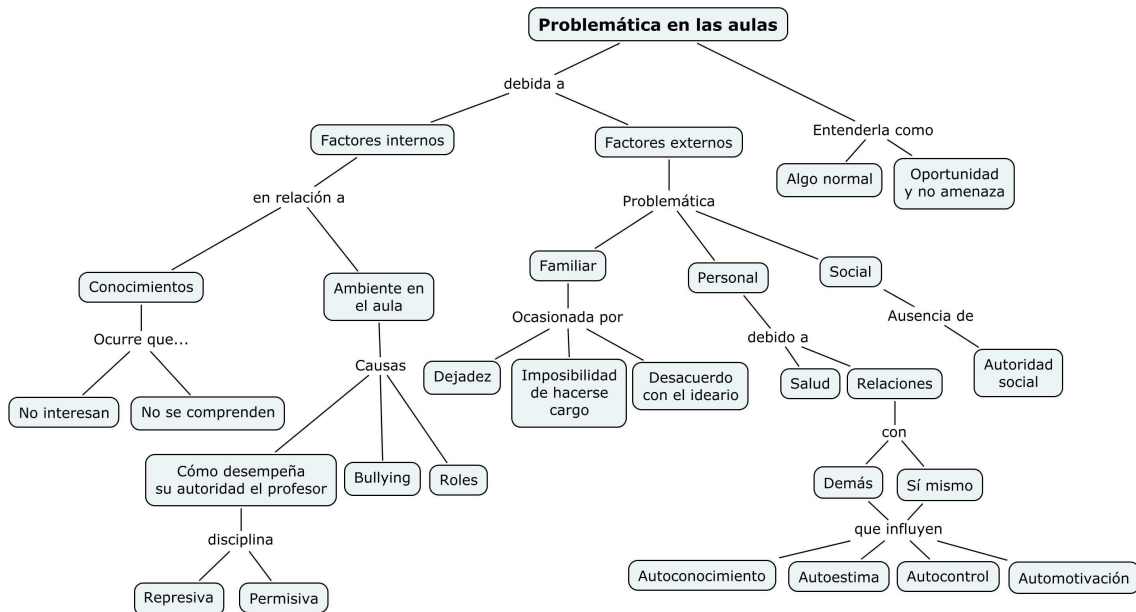 Problemática en las aulas
debida a
Entenderla como
Factores internos
Factores externos
Algo normal
Oportunidad
y no amenaza
en relación a
Problemática
Conocimientos
Ambiente en
el aula
Familiar
Personal
Social
Ocurre que...
Causas
Ocasionada por
debido a
Ausencia de
No interesan
No se comprenden
Dejadez
Imposibilidad
de hacerse
cargo
Desacuerdo
con el ideario
Salud
Relaciones
Autoridad
social
Cómo desempeña
su autoridad el profesor
Bullying
Roles
con
Demás
Sí mismo
disciplina
que influyen
Represiva
Permisiva
Autoconocimiento
Autoestima
Autocontrol
Automotivación